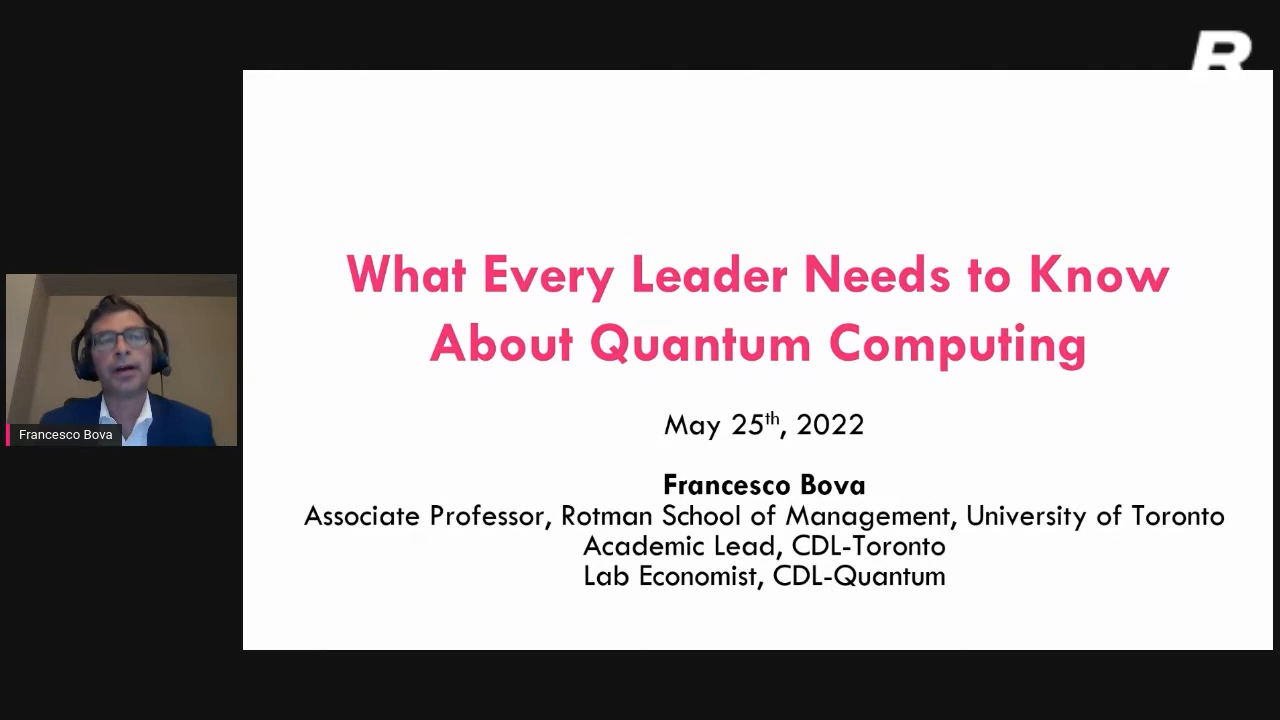 R
What Every Leader Needs to Know
About Quantum Computing
May 25th, 2022
Francesco Bova
Associate Professor, Rotman School of Management, University of Toronto
Academic Lead, CDL-Toronto
Lab Economist, CDL-Quantum
Francesco Bova